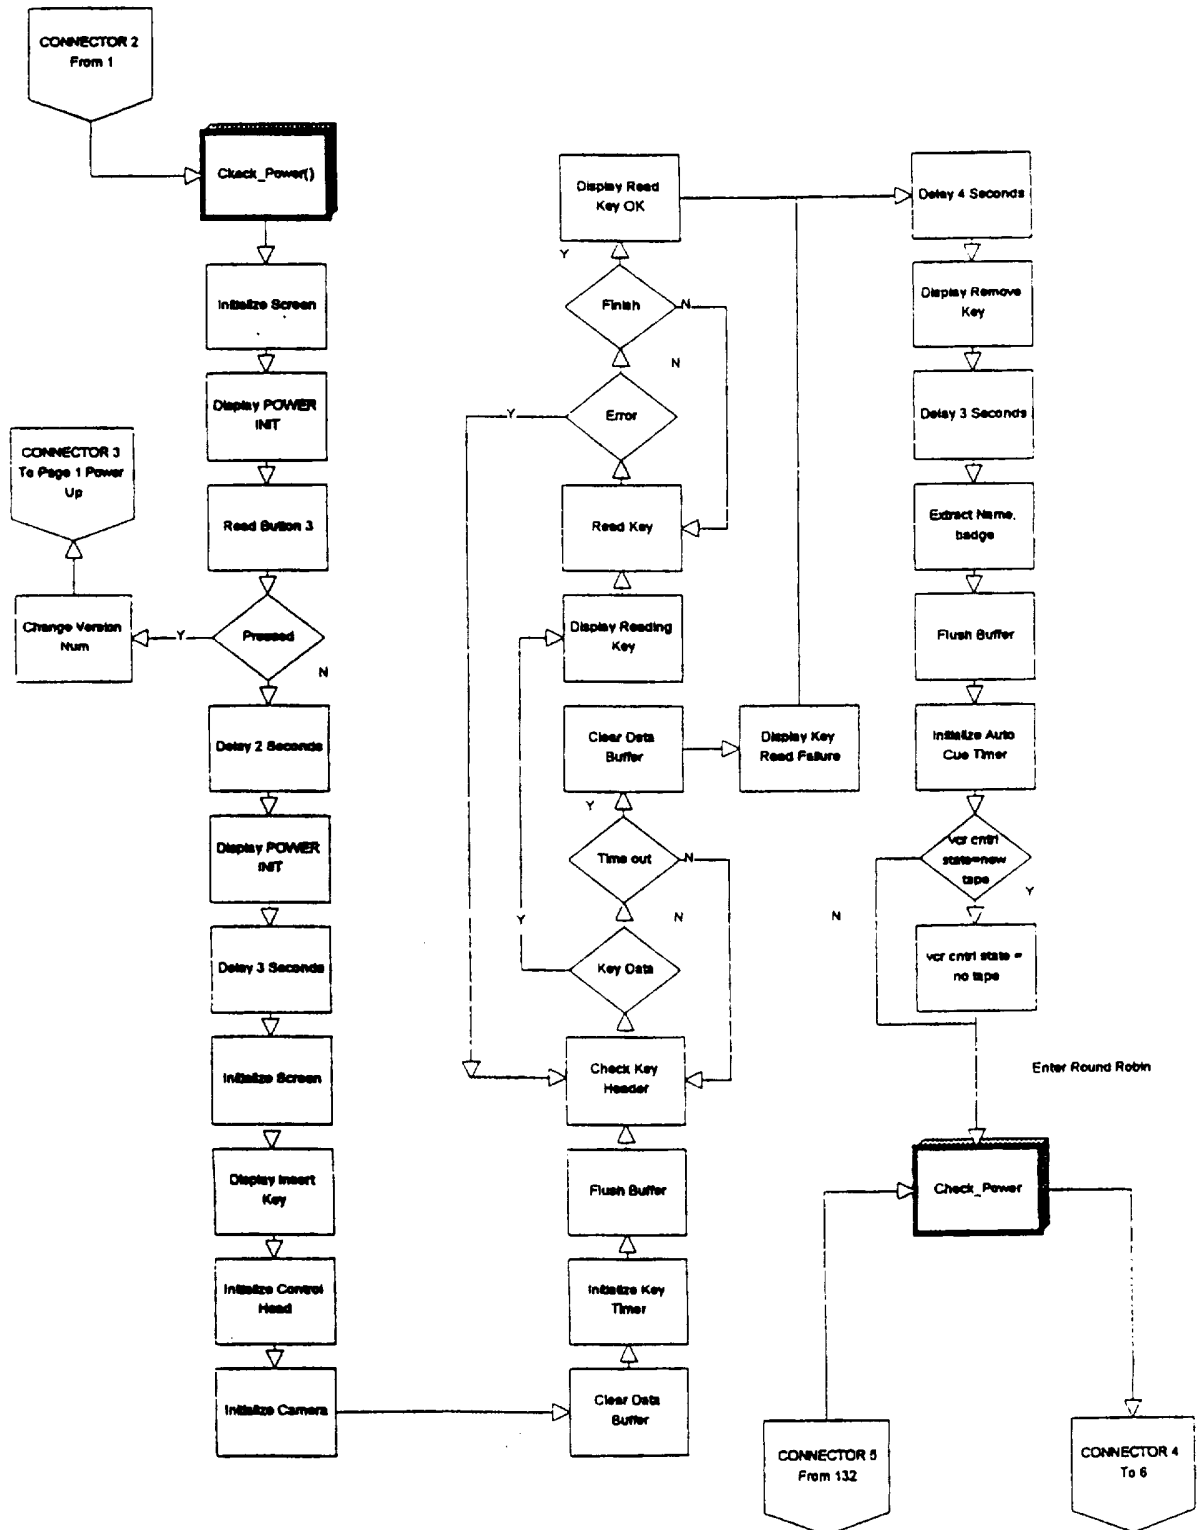 CONNECTOR 2
From 1
Ckeck_Power()
Initialize Screen
Display POWER
INIT
CONNECTOR 3
To Page 1 Power
Up
Read Button 3
Change Version
Num
Y
Pressed
N
Delay 2 Seconds
Display POWER
INIT
Delay 3 Seconds
Initialize Screen
Display Insert
Key
Initialize Control
Head
Initialize Camera
Display Read
Key OK
Y
Finish
N
N
Y
Error
Read Key
Display Reading
Key
Clear Data
Buffer
Display Key
Read Failure
Y
Time out
N
Y
N
Key Data
Check Key
Header
Flush Buffer
Initialize Key
Timer
Clear Data
Buffer
Delay 4 Seconds
Display Remove
Key
Delay 3 Seconds
Extract Name,
badge
Flush Buffer
Initialize Auto
Cue Timer
vcr cntrl
state=new
tape
Y
N
vcr cntrl state =
no tape
Enter Round Robin
Check_Power
CONNECTOR 5
From 132
CONNECTOR 4
To 6